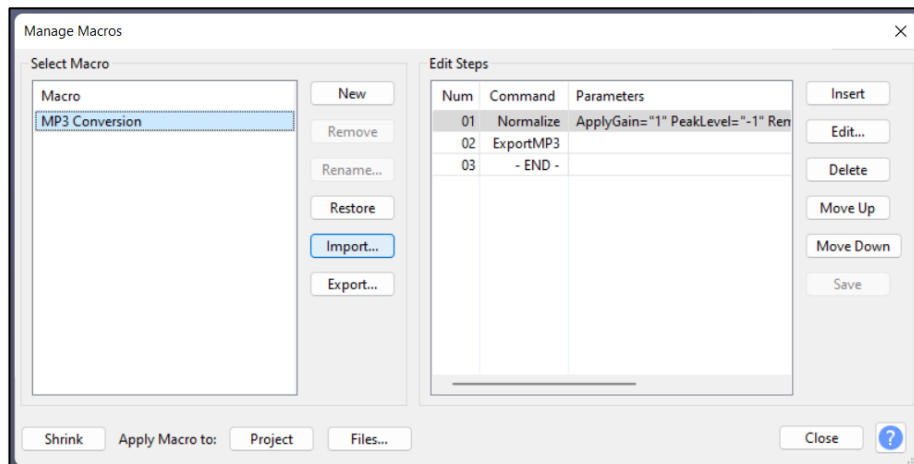 Manage Macros
Select Macro
Macro
MP3 Conversion
New
Remove
Rename...
Restore
Import...
Export...
Edit Steps
Num Command Parameters
01 Normalize ApplyGain="1" PeakLevel="-1" Ren
02 ExportMP3
03 - END -
Insert
Edit...
Delete
Move Up
Move Down
Save
Shrink Apply Macro to: Project Files... Close ?